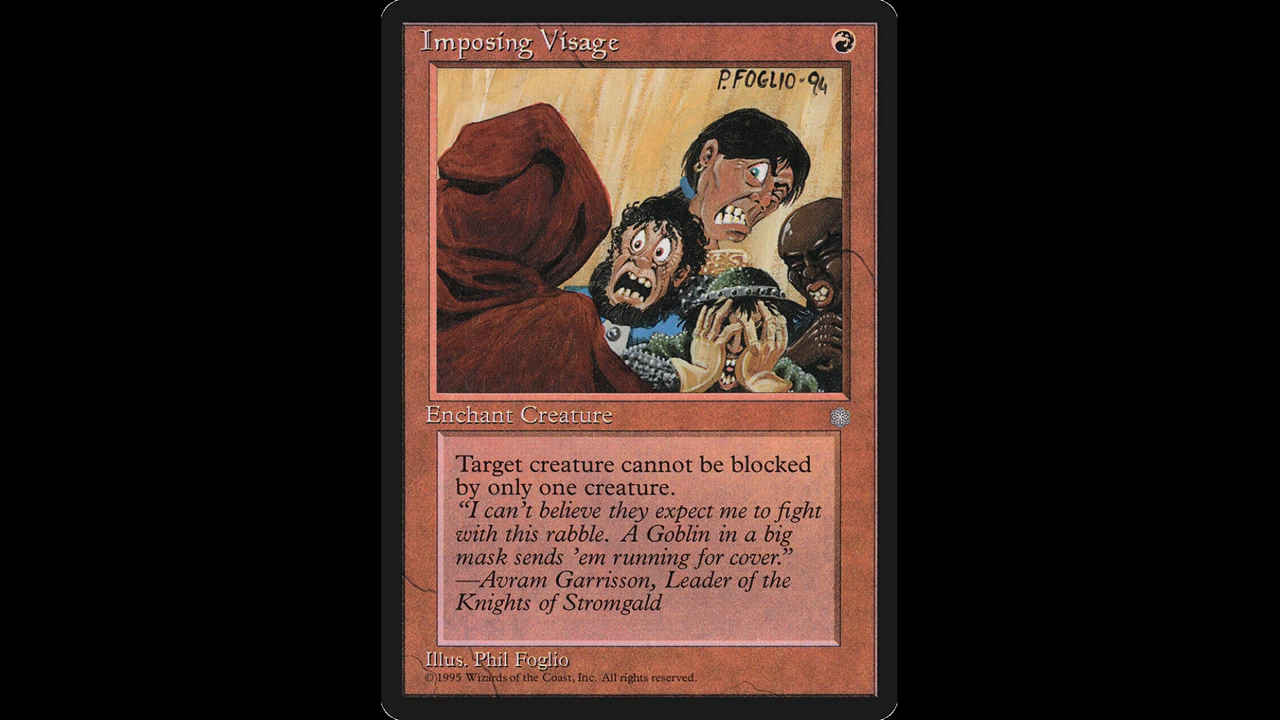 Imposing Visage
P. FOGLIO-94
Enchant Creature
Target creature cannot be blocked
by only one creature.
“I can’t believe they expect me to fight
with this rabble. A Goblin in a big
mask sends ’em running for cover.”
—Avram Garrisson, Leader of the
Knights of Stromgald
Illus. Phil Foglio
©1995 Wizards of the Coast, Inc. All rights reserved.